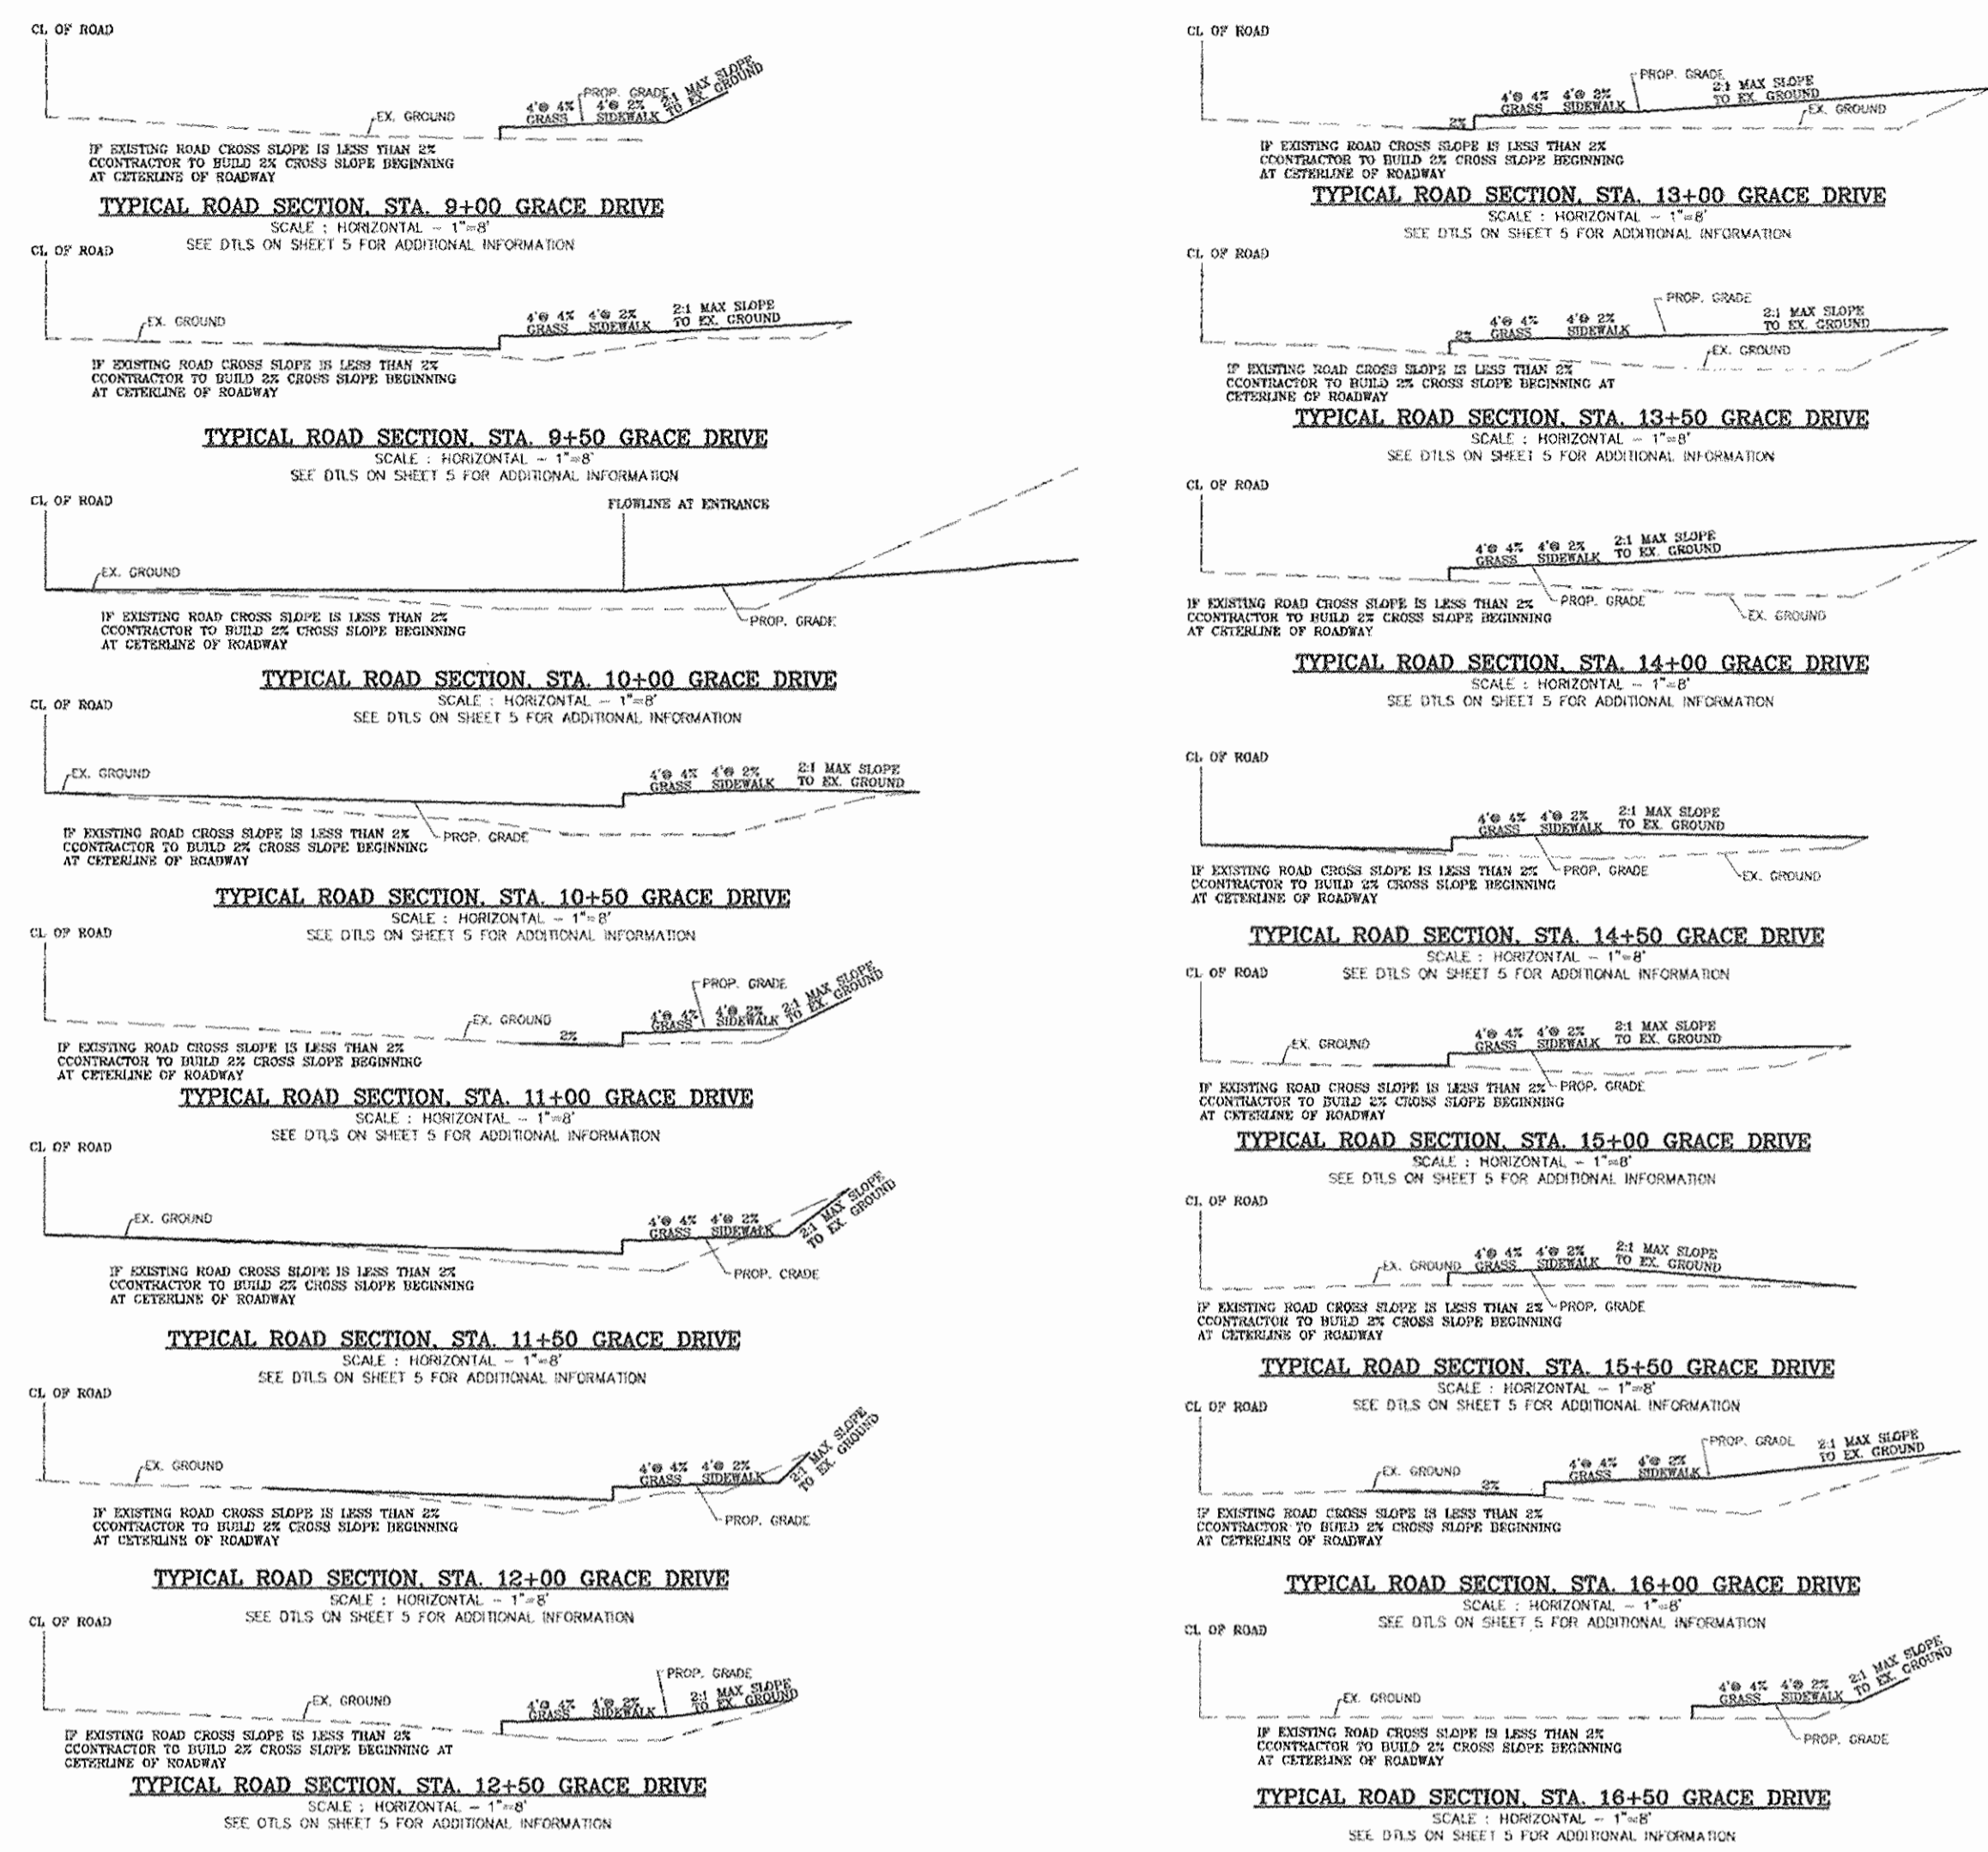 CL OF ROAD
PROP. GRADE
2:1 MAX SLOPE
TO EX. GROUND
4'@ 4% 4'@ 2%
GRASS SIDEWALK
EX. GROUND
IF EXISTING ROAD CROSS SLOPE IS LESS THAN 2%
CCONTRACTOR TO BUILD 2% CROSS SLOPE BEGINNING
AT CETERLINE OF ROADWAY
TYPICAL ROAD SECTION, STA. 9+00 GRACE DRIVE
SCALE : HORIZONTAL - 1"=8'
SEE DTLS ON SHEET 5 FOR ADDITIONAL INFORMATION
CL OF ROAD
EX. GROUND
4'@ 4% 4'@ 2%
GRASS SIDEWALK
2:1 MAX SLOPE
TO EX. GROUND
IF EXISTING ROAD CROSS SLOPE IS LESS THAN 2%
CCONTRACTOR TO BUILD 2% CROSS SLOPE BEGINNING
AT CETERLINE OF ROADWAY
TYPICAL ROAD SECTION, STA. 9+50 GRACE DRIVE
SCALE : HORIZONTAL - 1"=8'
SEE DTLS ON SHEET 5 FOR ADDITIONAL INFORMATION
CL OF ROAD
FLOWLINE AT ENTRANCE
EX. GROUND
PROP. GRADE
IF EXISTING ROAD CROSS SLOPE IS LESS THAN 2%
CCONTRACTOR TO BUILD 2% CROSS SLOPE BEGINNING
AT CETERLINE OF ROADWAY
TYPICAL ROAD SECTION, STA. 10+00 GRACE DRIVE
SCALE : HORIZONTAL - 1"=8'
SEE DTLS ON SHEET 5 FOR ADDITIONAL INFORMATION
CL OF ROAD
EX. GROUND
4'@ 4% 4'@ 2%
GRASS SIDEWALK
2:1 MAX SLOPE
TO EX. GROUND
PROP. GRADE
IF EXISTING ROAD CROSS SLOPE IS LESS THAN 2%
CCONTRACTOR TO BUILD 2% CROSS SLOPE BEGINNING
AT CETERLINE OF ROADWAY
TYPICAL ROAD SECTION, STA. 10+50 GRACE DRIVE
SCALE : HORIZONTAL - 1"=8'
SEE DTLS ON SHEET 5 FOR ADDITIONAL INFORMATION
CL OF ROAD
PROP. GRADE
2:1 MAX SLOPE
TO EX. GROUND
4'@ 4% 4'@ 2%
GRASS SIDEWALK
EX. GROUND
2%
IF EXISTING ROAD CROSS SLOPE IS LESS THAN 2%
CCONTRACTOR TO BUILD 2% CROSS SLOPE BEGINNING
AT CETERLINE OF ROADWAY
TYPICAL ROAD SECTION, STA. 11+00 GRACE DRIVE
SCALE : HORIZONTAL - 1"=8'
SEE DTLS ON SHEET 5 FOR ADDITIONAL INFORMATION
CL OF ROAD
EX. GROUND
4'@ 4% 4'@ 2%
GRASS SIDEWALK
2:1 MAX SLOPE
TO EX. GROUND
PROP. GRADE
IF EXISTING ROAD CROSS SLOPE IS LESS THAN 2%
CCONTRACTOR TO BUILD 2% CROSS SLOPE BEGINNING
AT CETERLINE OF ROADWAY
TYPICAL ROAD SECTION, STA. 11+50 GRACE DRIVE
SCALE : HORIZONTAL - 1"=8'
SEE DTLS ON SHEET 5 FOR ADDITIONAL INFORMATION
CL OF ROAD
EX. GROUND
4'@ 4% 4'@ 2%
GRASS SIDEWALK
2:1 MAX SLOPE
TO EX. GROUND
PROP. GRADE
IF EXISTING ROAD CROSS SLOPE IS LESS THAN 2%
CCONTRACTOR TO BUILD 2% CROSS SLOPE BEGINNING
AT CETERLINE OF ROADWAY
TYPICAL ROAD SECTION, STA. 12+00 GRACE DRIVE
SCALE : HORIZONTAL - 1"=8'
SEE DTLS ON SHEET 5 FOR ADDITIONAL INFORMATION
CL OF ROAD
PROP. GRADE
EX. GROUND
4'@ 4% 4'@ 2%
GRASS SIDEWALK
2:1 MAX SLOPE
TO EX. GROUND
IF EXISTING ROAD CROSS SLOPE IS LESS THAN 2%
CCONTRACTOR TO BUILD 2% CROSS SLOPE BEGINNING AT
CETERLINE OF ROADWAY
TYPICAL ROAD SECTION, STA. 12+50 GRACE DRIVE
SCALE : HORIZONTAL - 1"=8'
SEE DTLS ON SHEET 5 FOR ADDITIONAL INFORMATION
CL OF ROAD
PROP. GRADE
4'@ 4% 4'@ 2%
GRASS SIDEWALK
2:1 MAX SLOPE
TO EX. GROUND
EX. GROUND
2%
IF EXISTING ROAD CROSS SLOPE IS LESS THAN 2%
CCONTRACTOR TO BUILD 2% CROSS SLOPE BEGINNING
AT CETERLINE OF ROADWAY
TYPICAL ROAD SECTION, STA. 13+00 GRACE DRIVE
SCALE : HORIZONTAL - 1"=8'
SEE DTLS ON SHEET 5 FOR ADDITIONAL INFORMATION
CL OF ROAD
PROP. GRADE
2%
4'@ 4% 4'@ 2%
GRASS SIDEWALK
2:1 MAX SLOPE
TO EX. GROUND
EX. GROUND
IF EXISTING ROAD CROSS SLOPE IS LESS THAN 2%
CCONTRACTOR TO BUILD 2% CROSS SLOPE BEGINNING AT
CETERLINE OF ROADWAY
TYPICAL ROAD SECTION, STA. 13+50 GRACE DRIVE
SCALE : HORIZONTAL - 1"=8'
SEE DTLS ON SHEET 5 FOR ADDITIONAL INFORMATION
CL OF ROAD
4'@ 4% 4'@ 2%
GRASS SIDEWALK
2:1 MAX SLOPE
TO EX. GROUND
PROP. GRADE
EX. GROUND
IF EXISTING ROAD CROSS SLOPE IS LESS THAN 2%
CCONTRACTOR TO BUILD 2% CROSS SLOPE BEGINNING
AT CETERLINE OF ROADWAY
TYPICAL ROAD SECTION, STA. 14+00 GRACE DRIVE
SCALE : HORIZONTAL - 1"=8'
SEE DTLS ON SHEET 5 FOR ADDITIONAL INFORMATION
CL OF ROAD
4'@ 4% 4'@ 2%
GRASS SIDEWALK
2:1 MAX SLOPE
TO EX. GROUND
PROP. GRADE
EX. GROUND
IF EXISTING ROAD CROSS SLOPE IS LESS THAN 2%
CCONTRACTOR TO BUILD 2% CROSS SLOPE BEGINNING
AT CETERLINE OF ROADWAY
TYPICAL ROAD SECTION, STA. 14+50 GRACE DRIVE
SCALE : HORIZONTAL - 1"=8'
SEE DTLS ON SHEET 5 FOR ADDITIONAL INFORMATION
CL OF ROAD
EX. GROUND
4'@ 4% 4'@ 2%
GRASS SIDEWALK
2:1 MAX SLOPE
TO EX. GROUND
PROP. GRADE
IF EXISTING ROAD CROSS SLOPE IS LESS THAN 2%
CCONTRACTOR TO BUILD 2% CROSS SLOPE BEGINNING
AT CETERLINE OF ROADWAY
TYPICAL ROAD SECTION, STA. 15+00 GRACE DRIVE
SCALE : HORIZONTAL - 1"=8'
SEE DTLS ON SHEET 5 FOR ADDITIONAL INFORMATION
CL OF ROAD
EX. GROUND
4'@ 4% 4'@ 2%
GRASS SIDEWALK
2:1 MAX SLOPE
TO EX. GROUND
PROP. GRADE
IF EXISTING ROAD CROSS SLOPE IS LESS THAN 2%
CCONTRACTOR TO BUILD 2% CROSS SLOPE BEGINNING
AT CETERLINE OF ROADWAY
TYPICAL ROAD SECTION, STA. 15+50 GRACE DRIVE
SCALE : HORIZONTAL - 1"=8'
SEE DTLS ON SHEET 5 FOR ADDITIONAL INFORMATION
CL OF ROAD
PROP. GRADE
EX. GROUND
2%
4'@ 4% 4'@ 2%
GRASS SIDEWALK
2:1 MAX SLOPE
TO EX. GROUND
IF EXISTING ROAD CROSS SLOPE IS LESS THAN 2%
CCONTRACTOR TO BUILD 2% CROSS SLOPE BEGINNING
AT CETERLINE OF ROADWAY
TYPICAL ROAD SECTION, STA. 16+00 GRACE DRIVE
SCALE : HORIZONTAL - 1"=8'
SEE DTLS ON SHEET 5 FOR ADDITIONAL INFORMATION
CL OF ROAD
EX. GROUND
4'@ 4% 4'@ 2%
GRASS SIDEWALK
2:1 MAX SLOPE
TO EX. GROUND
PROP. GRADE
IF EXISTING ROAD CROSS SLOPE IS LESS THAN 2%
CCONTRACTOR TO BUILD 2% CROSS SLOPE BEGINNING
AT CETERLINE OF ROADWAY
TYPICAL ROAD SECTION, STA. 16+50 GRACE DRIVE
SCALE : HORIZONTAL - 1"=8'
SEE DTLS ON SHEET 5 FOR ADDITIONAL INFORMATION